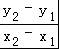 y₂ − y₁
x₂ − x₁